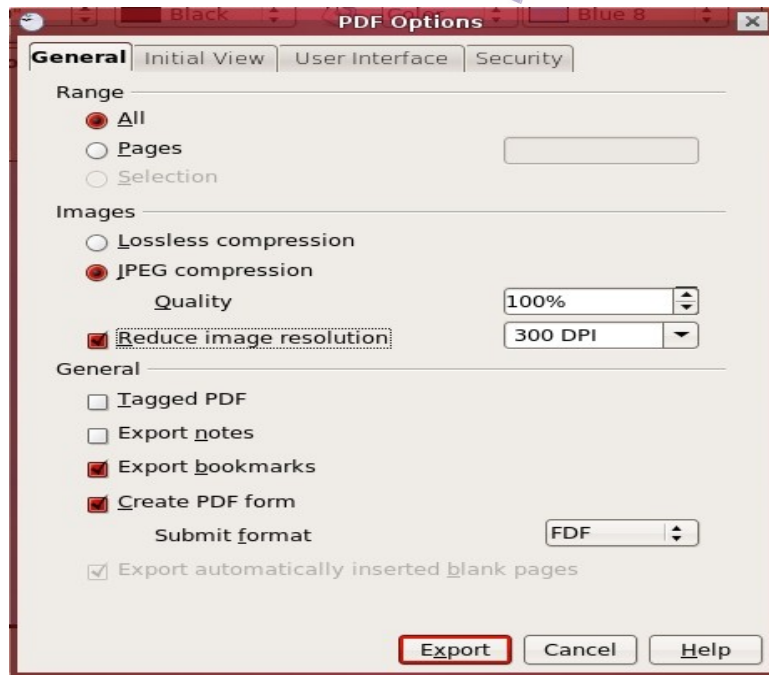 Black Color Blue 8
PDF Options
General Initial View User Interface Security
Range
All
Pages
Selection
Images
Lossless compression
JPEG compression
Quality 100%
Reduce image resolution 300 DPI
General
Tagged PDF
Export notes
Export bookmarks
Create PDF form
Submit format FDF
Export automatically inserted blank pages
Export Cancel Help